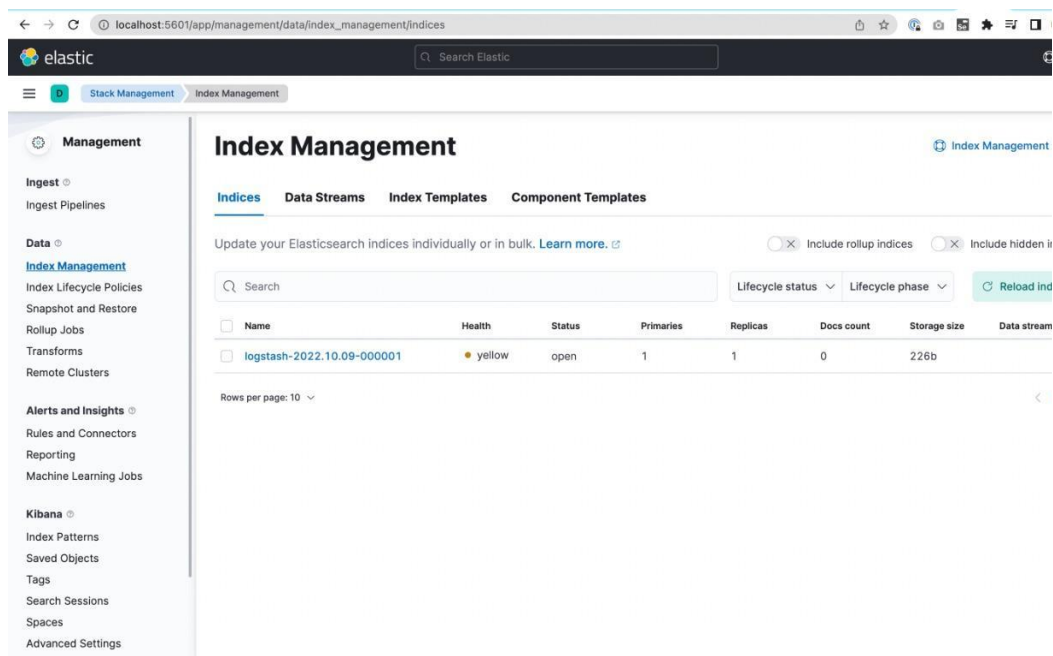 localhost:5601/app/management/data/index_management/indices
elastic
Search Elastic
D
Stack Management
Index Management
Management
Ingest
Ingest Pipelines
Data
Index Management
Index Lifecycle Policies
Snapshot and Restore
Rollup Jobs
Transforms
Remote Clusters
Alerts and Insights
Rules and Connectors
Reporting
Machine Learning Jobs
Kibana
Index Patterns
Saved Objects
Tags
Search Sessions
Spaces
Advanced Settings
Index Management
Index Management
Indices Data Streams Index Templates Component Templates
Update your Elasticsearch indices individually or in bulk. Learn more.
Include rollup indices
Include hidden
Search
Lifecycle status
Lifecycle phase
Reload
Name Health Status Primaries Replicas Docs count Storage size Data stream
logstash-2022.10.09-000001 yellow open 1 1 0 226b
Rows per page: 10